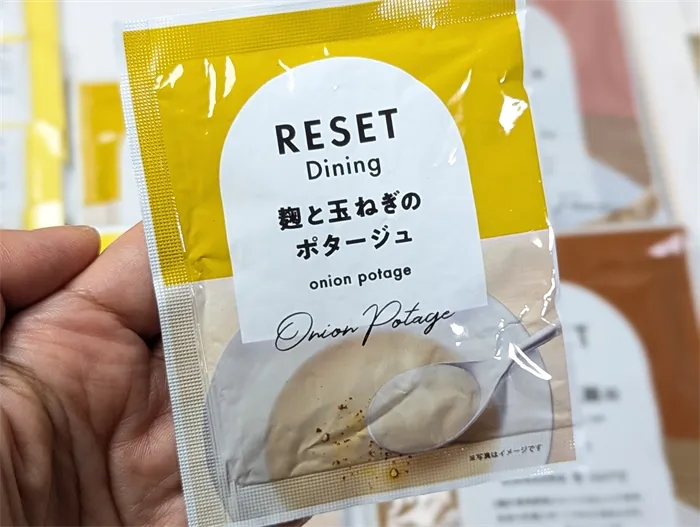 RESET
Dining
麹と玉ねぎの
ポタージュ
onion potage
Onion Potage
※写真はイメージです